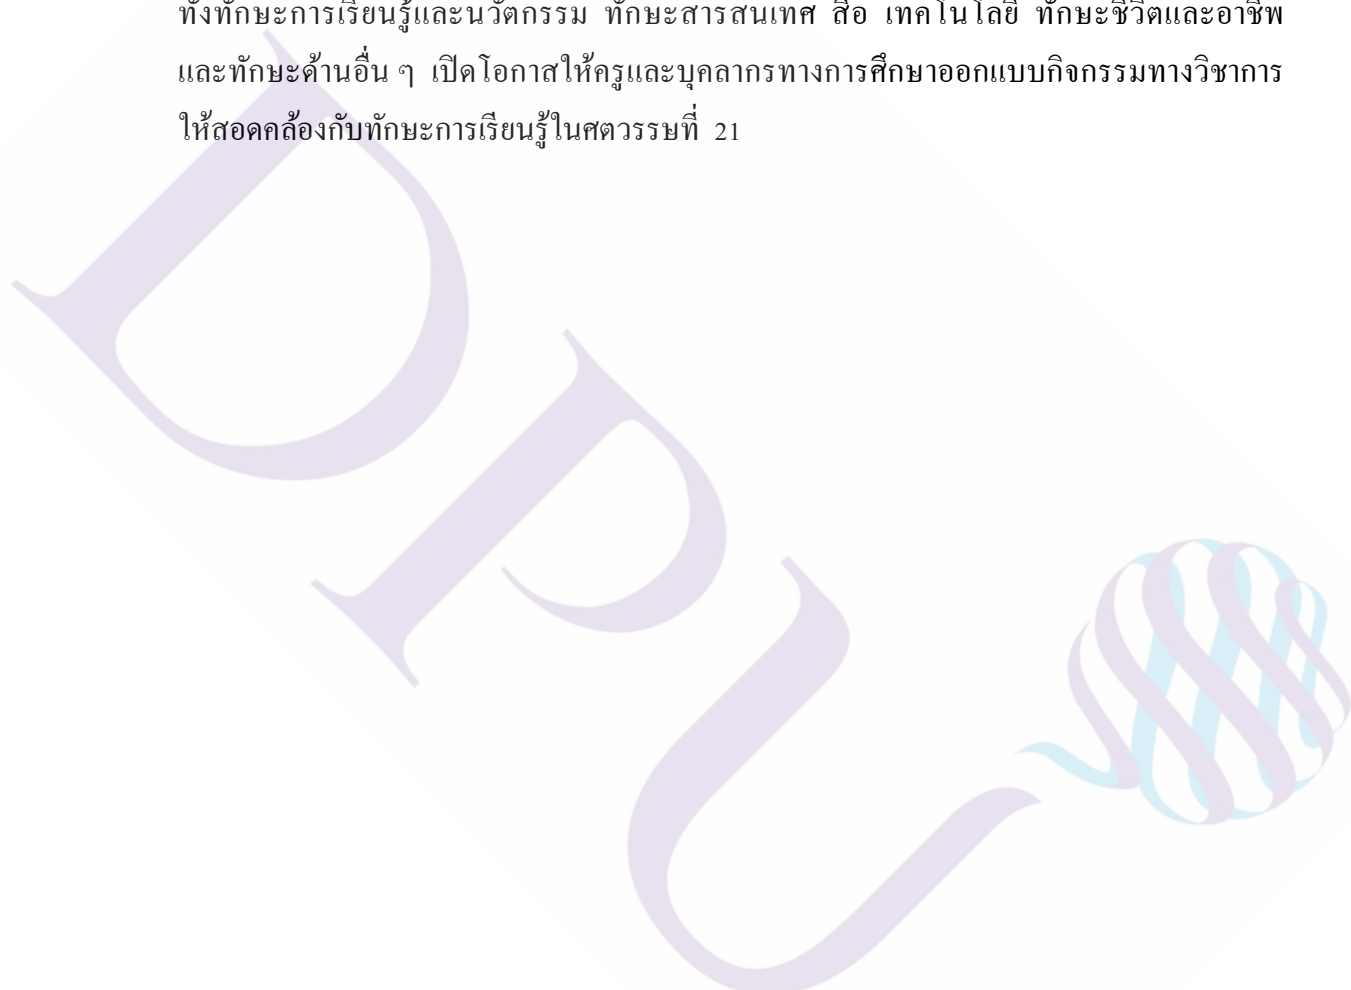 ทั้งทักษะการเรียนรู้และนวัตกรรม ทักษะสารสนเทศ สื่อ เทคโนโลยี ทักษะชีวิตและอาชีพ
และทักษะด้านอื่น ๆ เปิดโอกาสให้ครูและบุคลากรทางการศึกษาออกแบบกิจกรรมทางวิชาการ
ให้สอดคล้องกับทักษะการเรียนรู้ในศตวรรษที่ 21
DPU